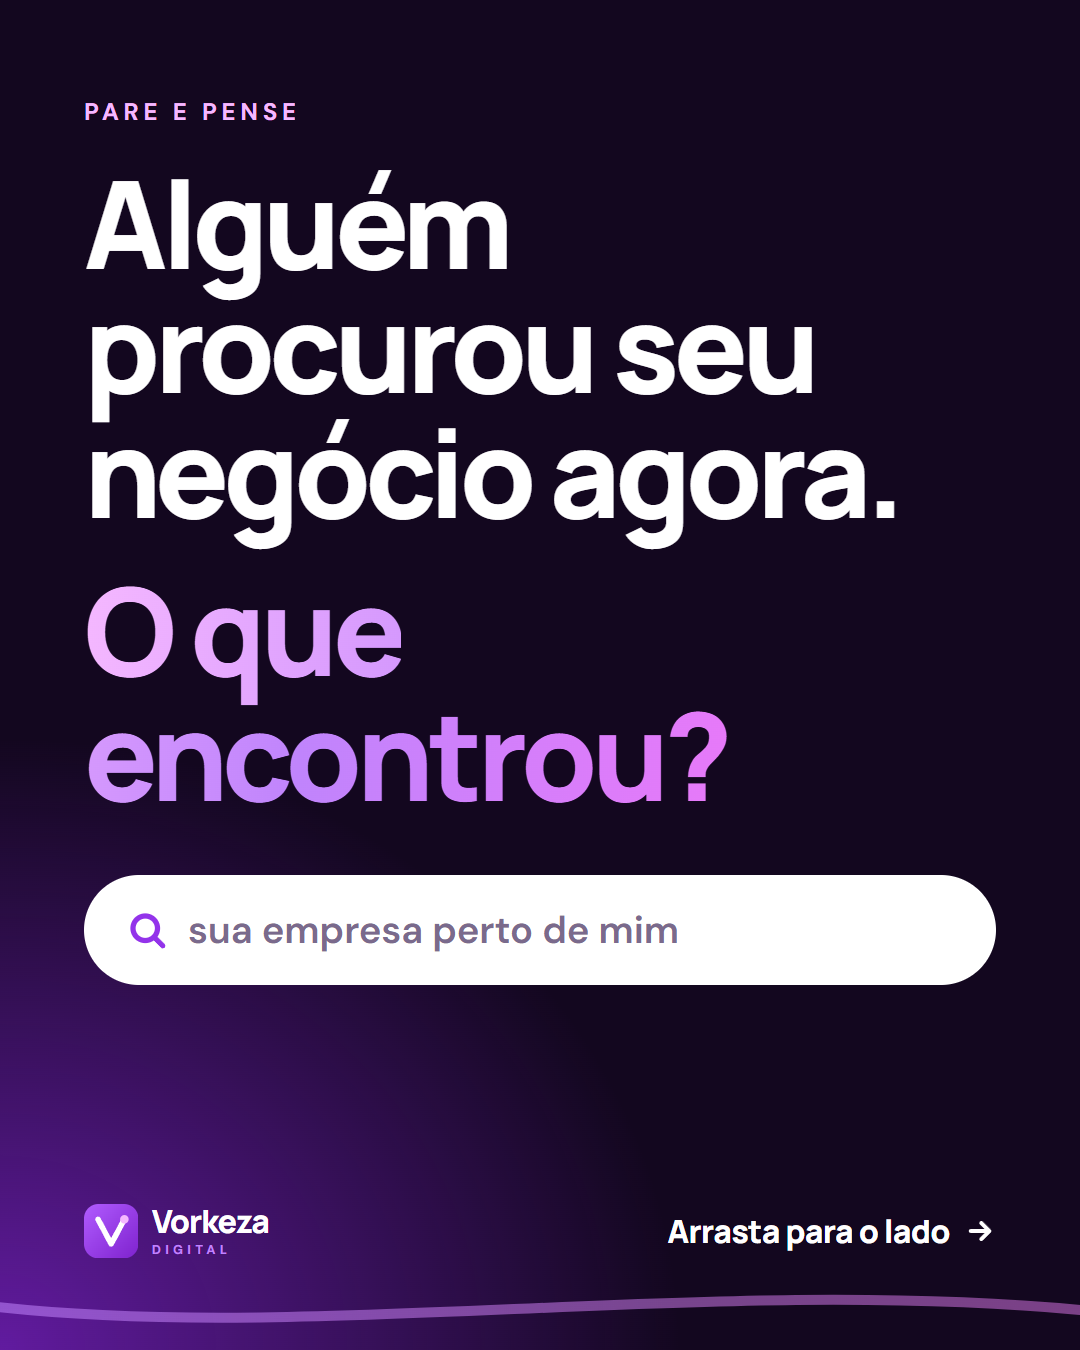 PARE E PENSE
Alguém
procurou seu
negócio agora.
O que
encontrou?
sua empresa perto de mim
Vorkeza
DIGITAL
Arrasta para o lado →